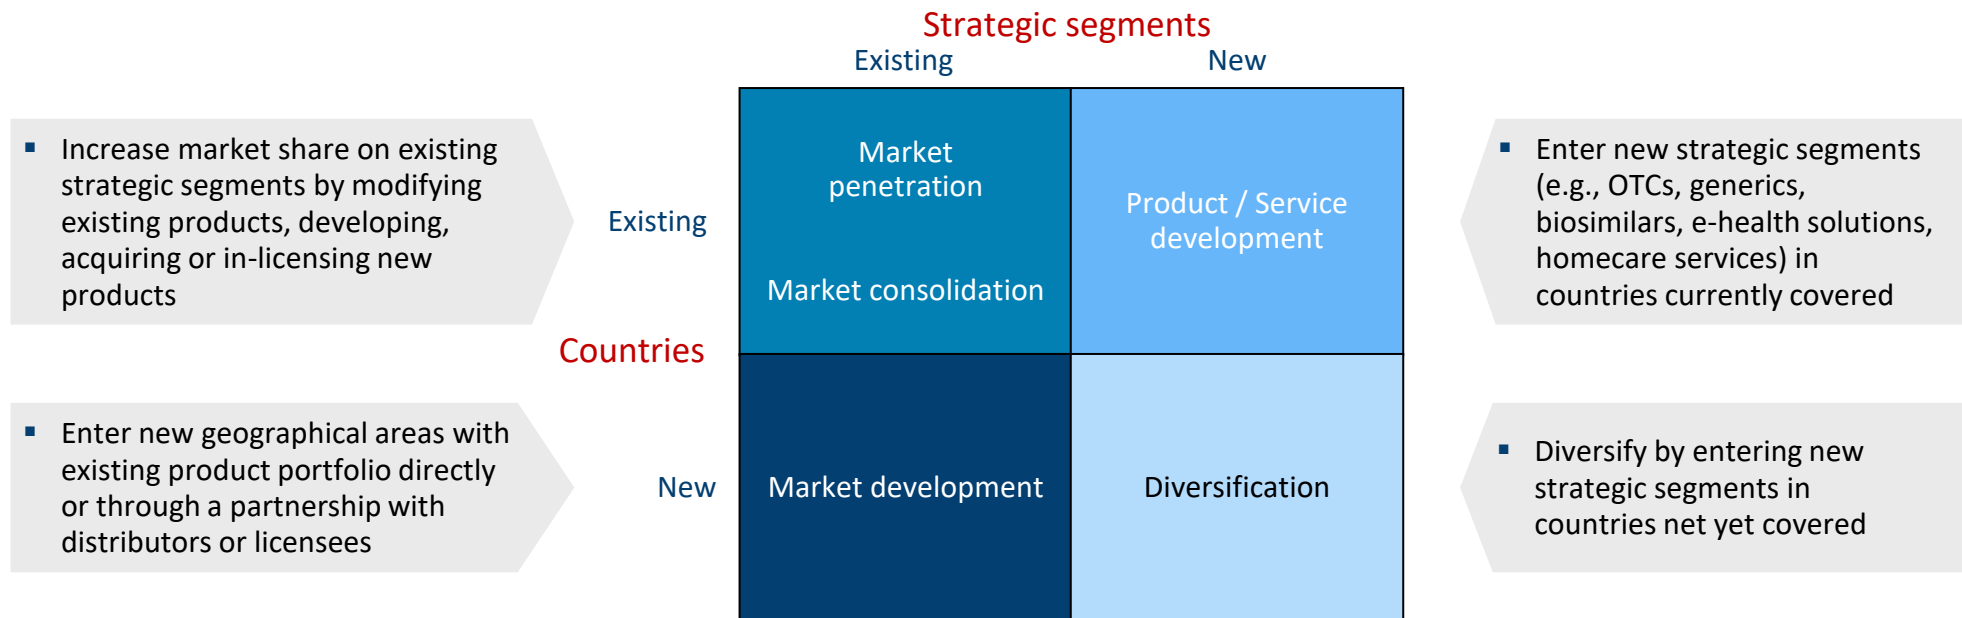 Strategic segments
Existing
New
▪ Increase market share on existing
strategic segments by modifying
existing products, developing,
acquiring or in-licensing new
products
Existing
Market
penetration
Market consolidation
Product / Service
development
▪ Enter new strategic segments
(e.g., OTCs, generics,
biosimilars, e-health solutions,
homecare services) in
countries currently covered
Countries
▪ Enter new geographical areas with
existing product portfolio directly
or through a partnership with
distributors or licensees
New
Market development
Diversification
▪ Diversify by entering new
strategic segments in
countries net yet covered